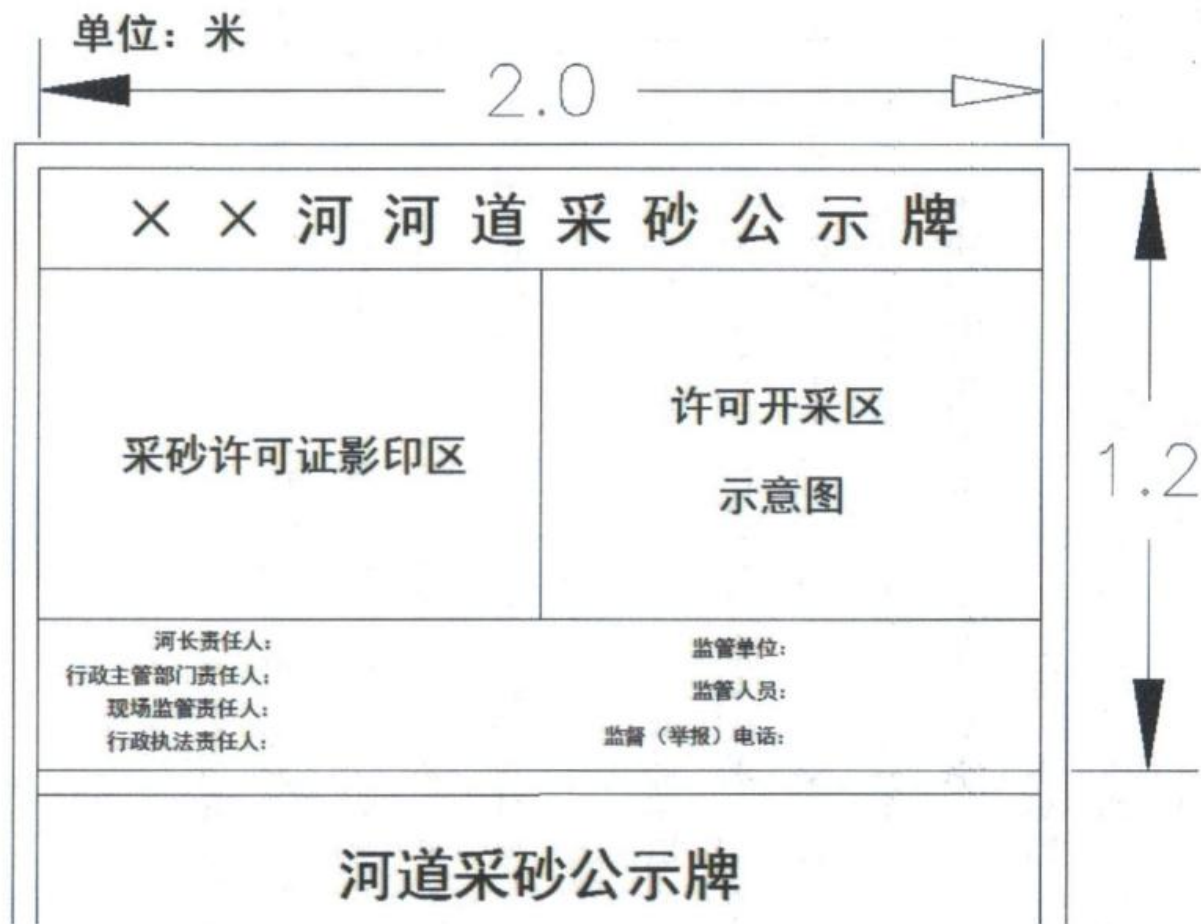 单位：米
2.0
××河河道采砂公示牌
采砂许可证影印区
许可开采区
示意图
1.2
河长责任人：
行政主管部门责任人：
现场监管责任人：
行政执法责任人：
监管单位：
监管人员：
监督（举报）电话：
河道采砂公示牌